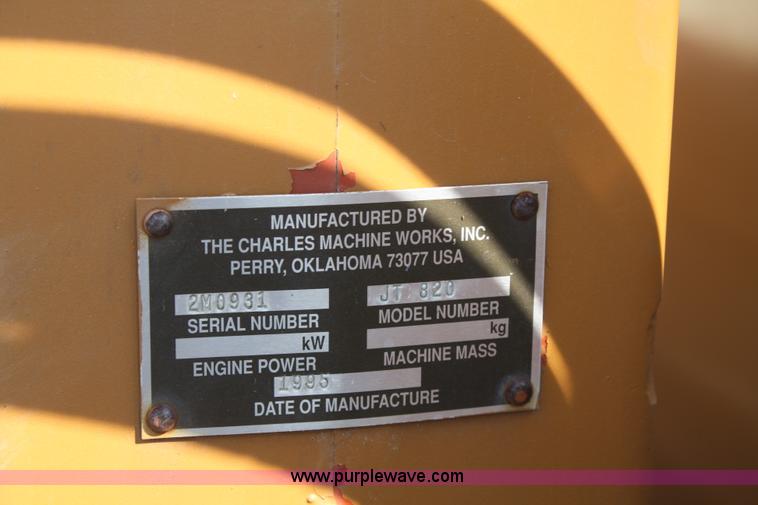 MANUFACTURED BY
THE CHARLES MACHINE WORKS, INC.
PERRY, OKLAHOMA 73077 USA
2M0931 JT 820
SERIAL NUMBER MODEL NUMBER
kW kg
ENGINE POWER MACHINE MASS
1995
DATE OF MANUFACTURE
www.purplewave.com